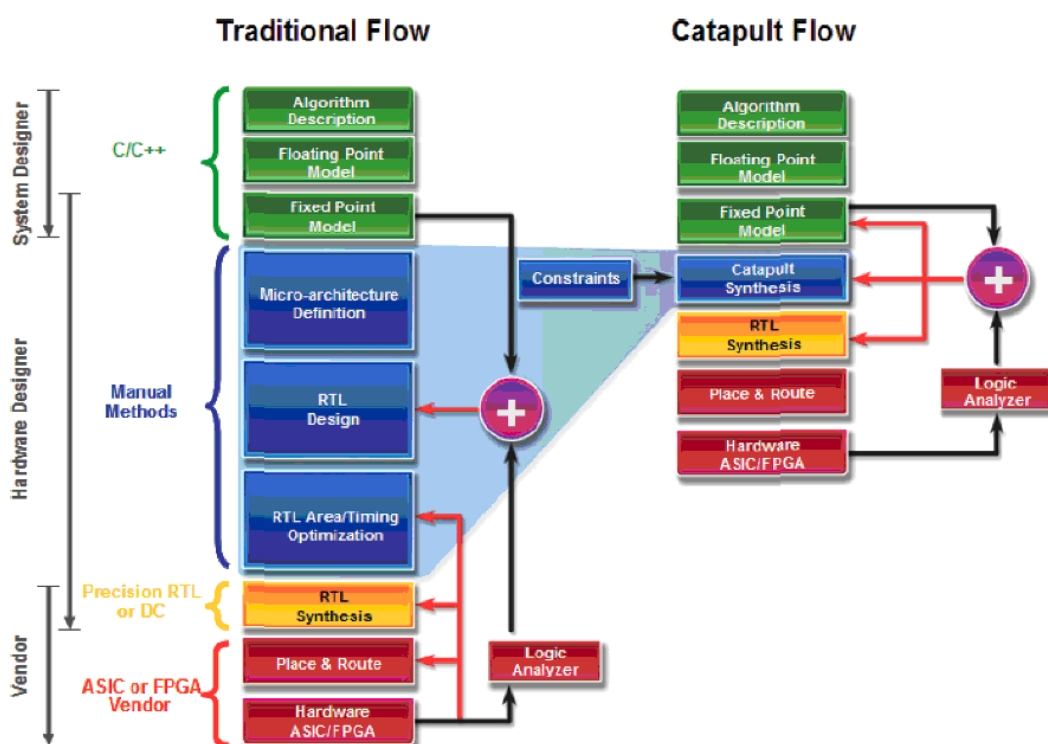 Traditional Flow
Catapult Flow
System Designer
Hardware Designer
Vendor
C/C++
Manual
Methods
Precision RTL
or DC
ASIC or FPGA
Vendor
Algorithm
Description
Floating Point
Model
Fixed Point
Model
Micro-architecture
Definition
RTL
Design
RTL Area/Timing
Optimization
RTL
Synthesis
Place & Route
Hardware
ASIC/FPGA
+
Logic
Analyzer
Constraints
Algorithm
Description
Floating Point
Model
Fixed Point
Model
Catapult
Synthesis
RTL
Synthesis
Place & Route
Hardware
ASIC/FPGA
+
Logic
Analyzer